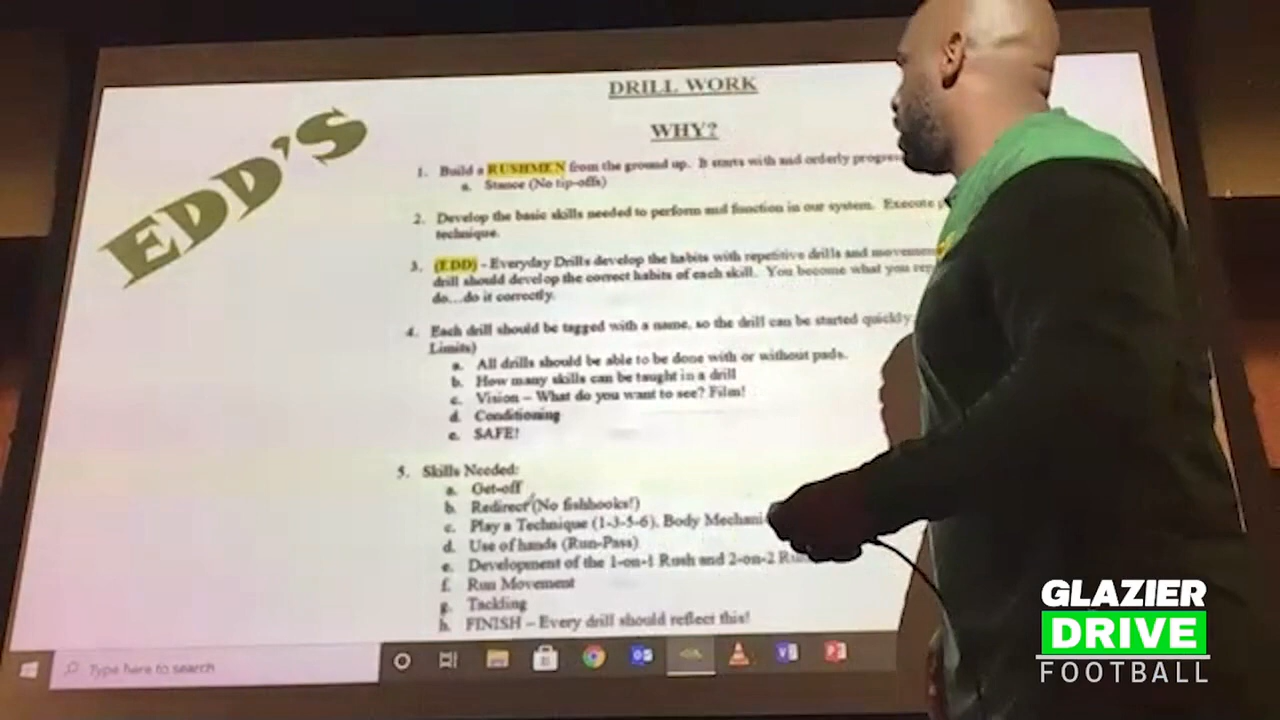 EDD'S
DRILL WORK
WHY?
1. Build a RUSHMEN from the ground up. It starts with and orderly
a. Stance (No tip-offs)
2. Develop the basic skills needed to perform and function in our system. Execute
technique.
3. (EDD) - Everyday Drills develop the habits with repetitive drills and
drill should develop the correct habits of each skill. You become what you
do...do it correctly.
4. Each drill should be tagged with a name, so the drill can be started quickly
Limits)
a. All drills should be able to be done with or without pads.
b. How many skills can be taught in a drill
c. Vision – What do you want to see? Film!
d. Conditioning
e. SAFE!
5. Skills Needed:
a. Get-off
b. Redirect (No fishhooks!)
c. Play a Technique (1-3-5-6). Body
d. Use of hands (Run-Pass)
e. Development of the 1-on-1 Rush and 2-on-2
f. Run Movement
g. Tackling
h. FINISH – Every drill should reflect this!
Type here to search
GLAZIER
DRIVE
FOOTBALL